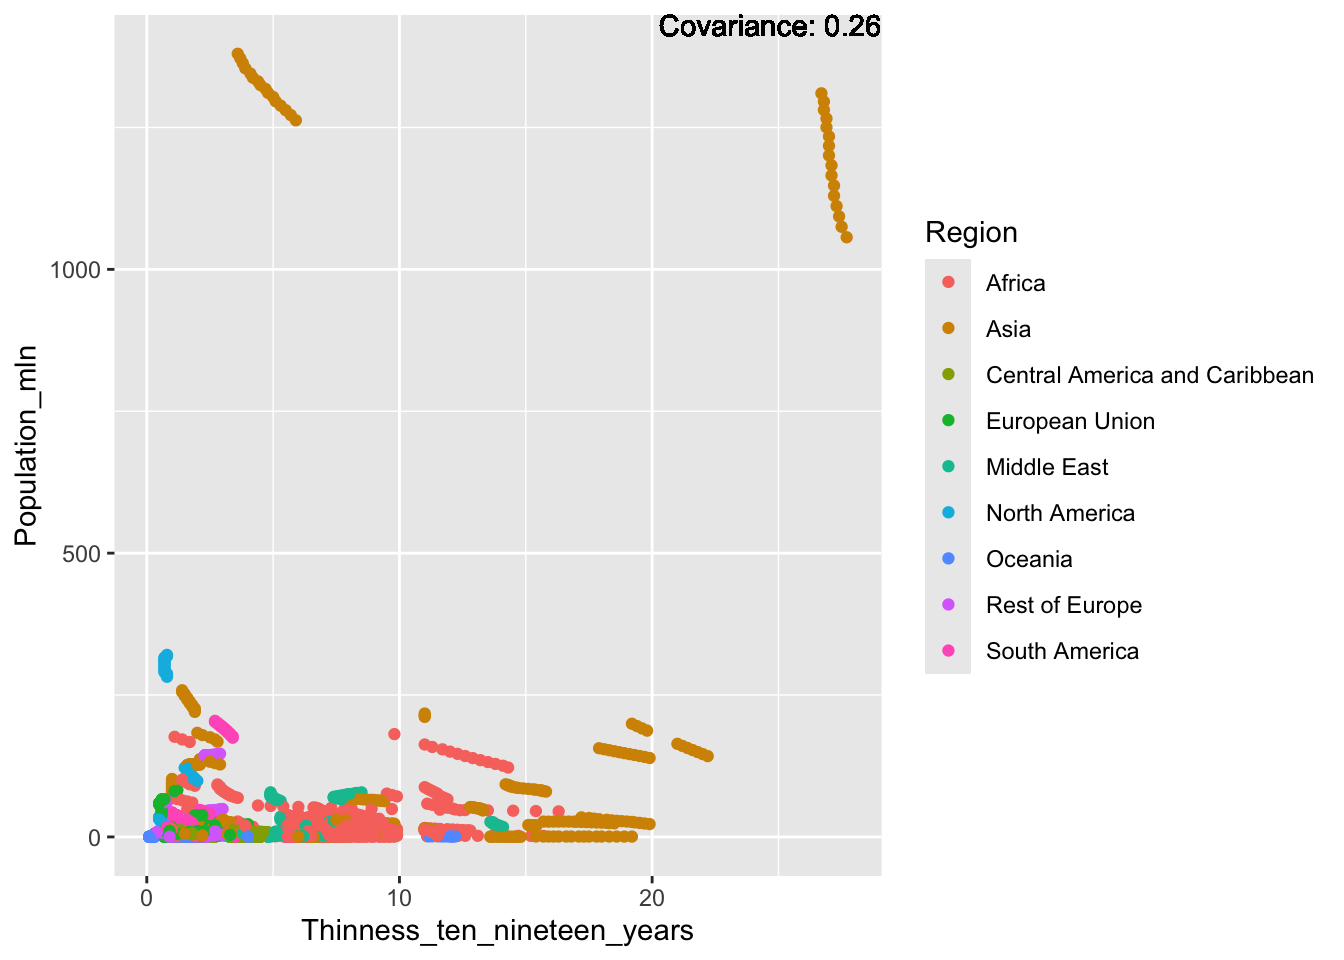 Covariance: 0.26
Population_mln
1000
500
0
0
10
20
Thinness_ten_nineteen_years
Region
Africa
Asia
Central America and Caribbean
European Union
Middle East
North America
Oceania
Rest of Europe
South America